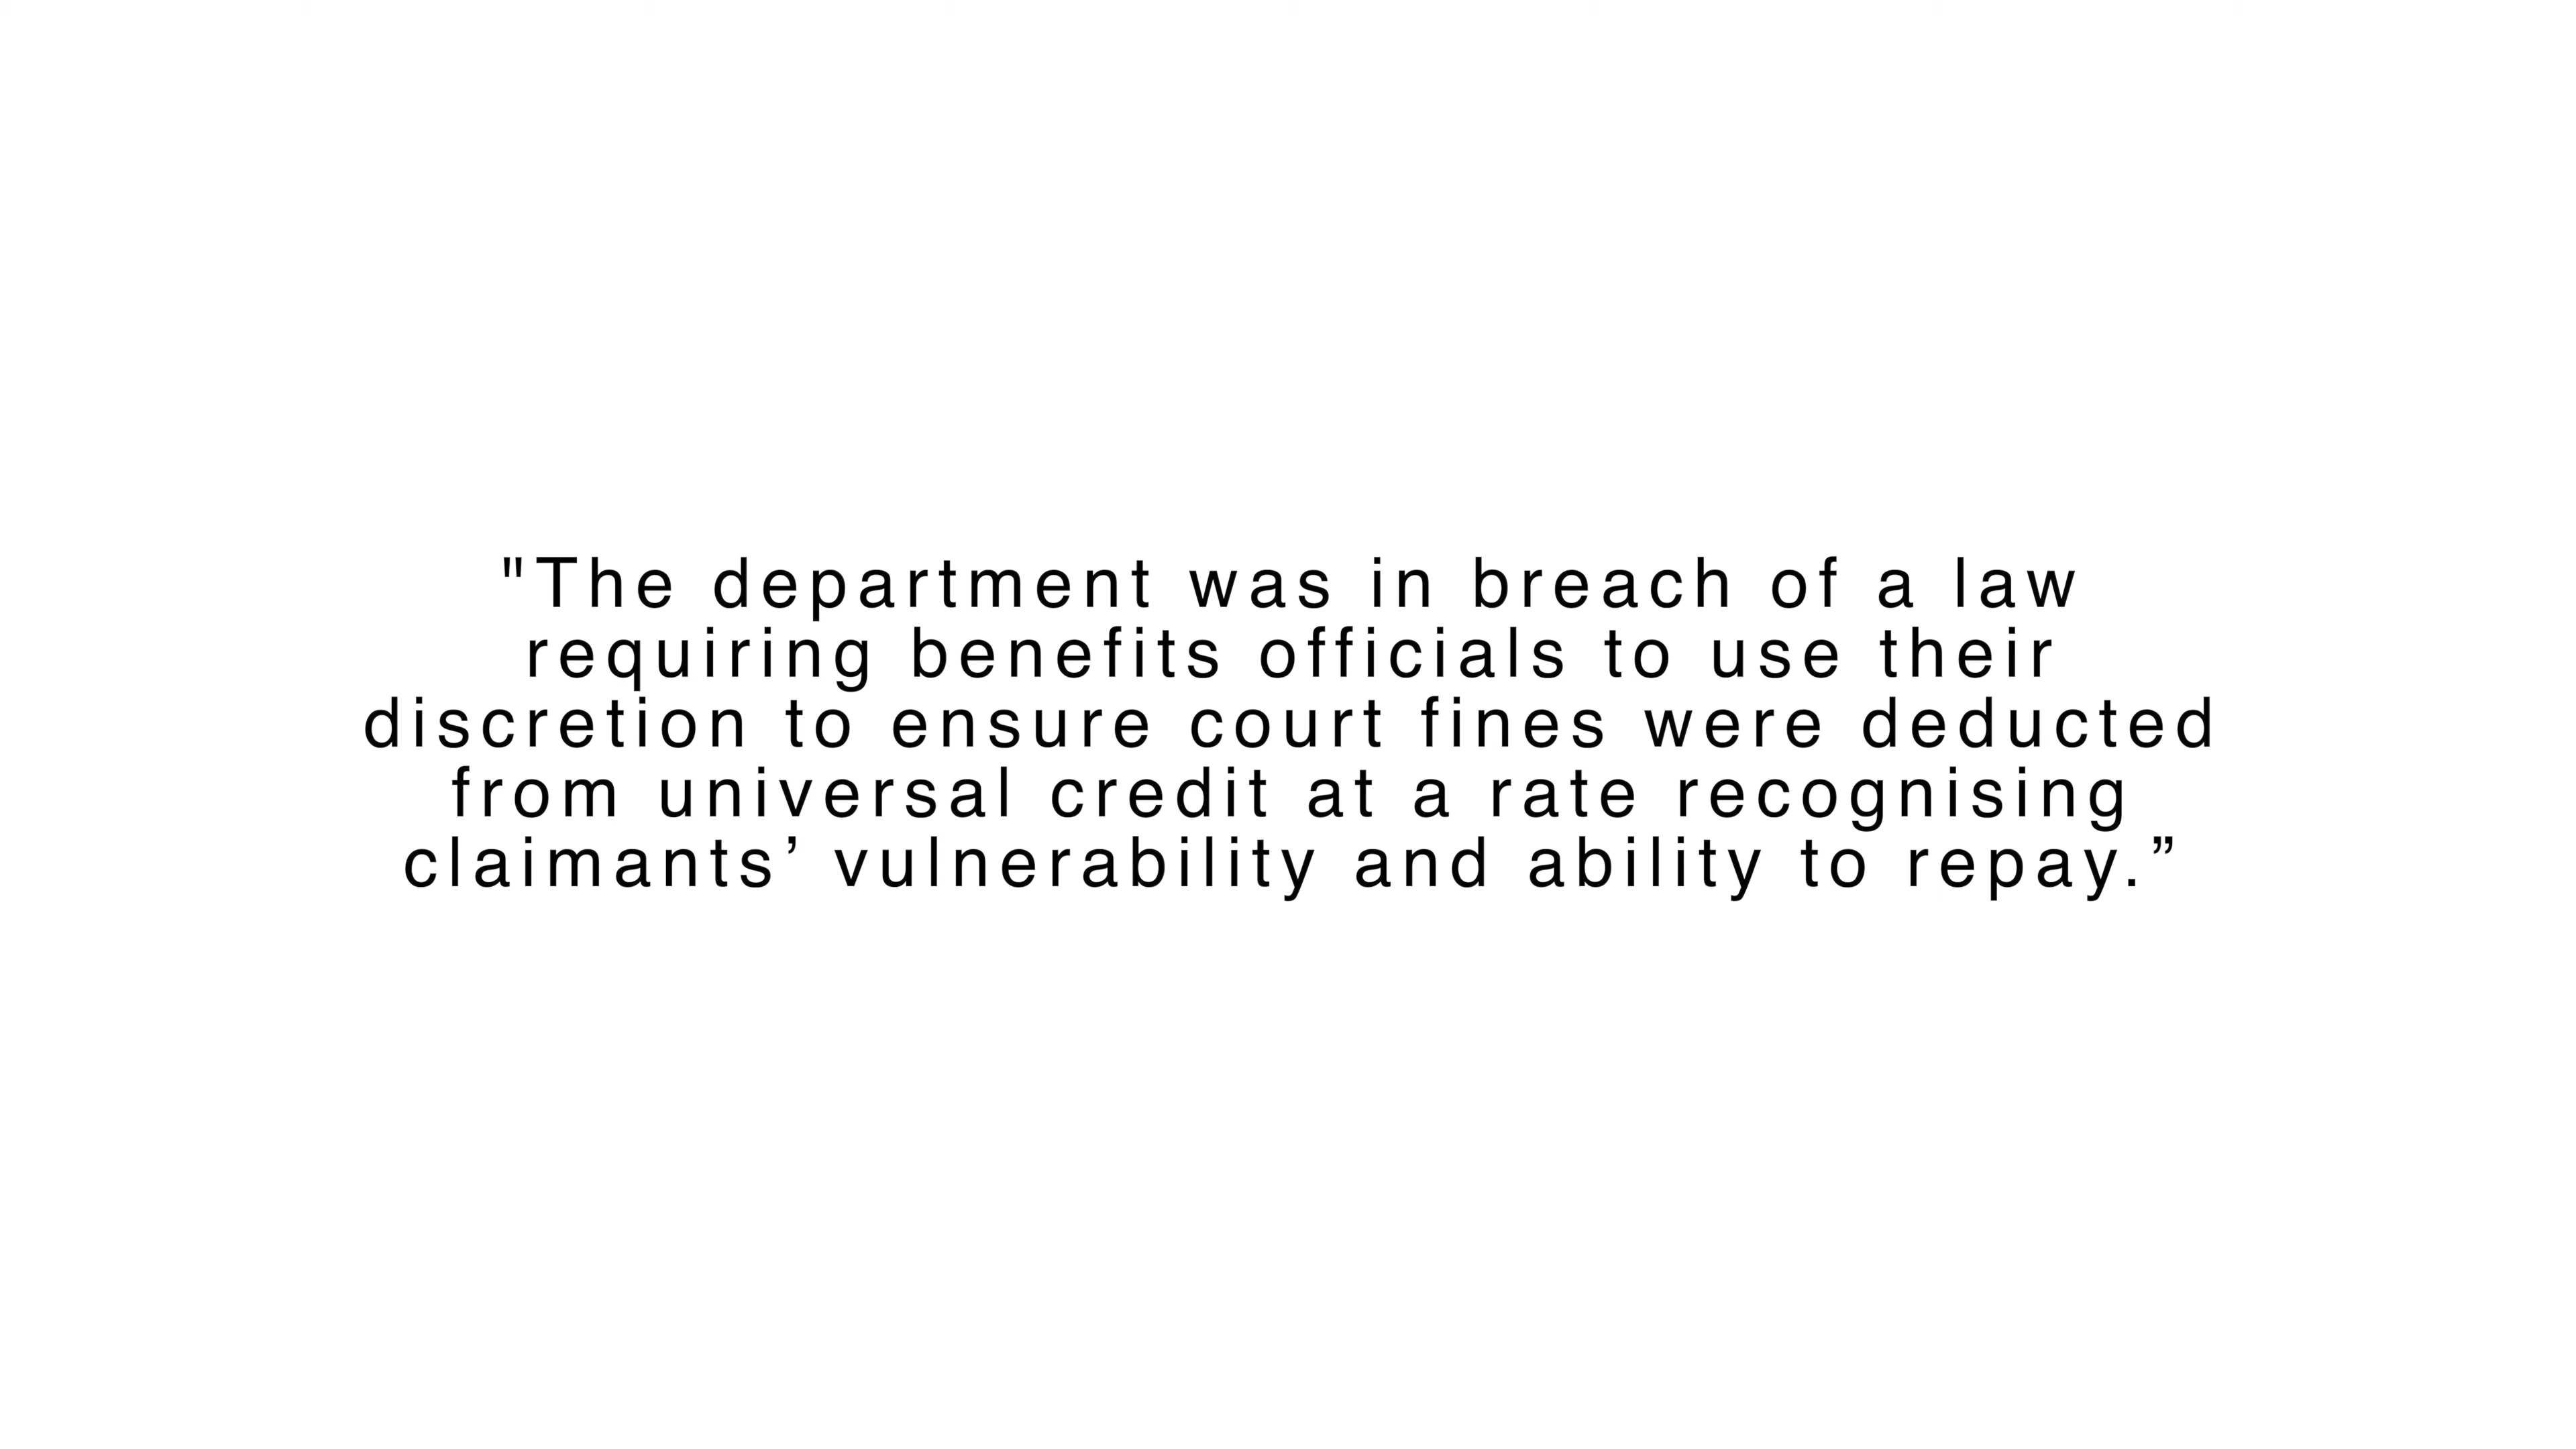 "The department was in breach of a law
requiring benefits officials to use their
discretion to ensure court fines were deducted
from universal credit at a rate recognising
claimants’ vulnerability and ability to repay.”